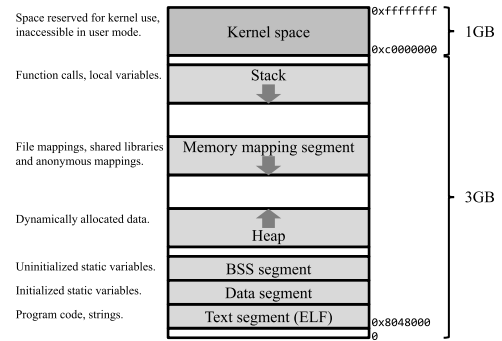 Space reserved for kernel use,
inaccessible in user mode.
Kernel space
0xffffffff
0xc0000000
1GB
Function calls, local variables.
Stack
File mappings, shared libraries
and anonymous mappings.
Memory mapping segment
3GB
Dynamically allocated data.
Heap
Uninitialized static variables.
BSS segment
Initialized static variables.
Data segment
Program code, strings.
Text segment (ELF)
0x8048000
0